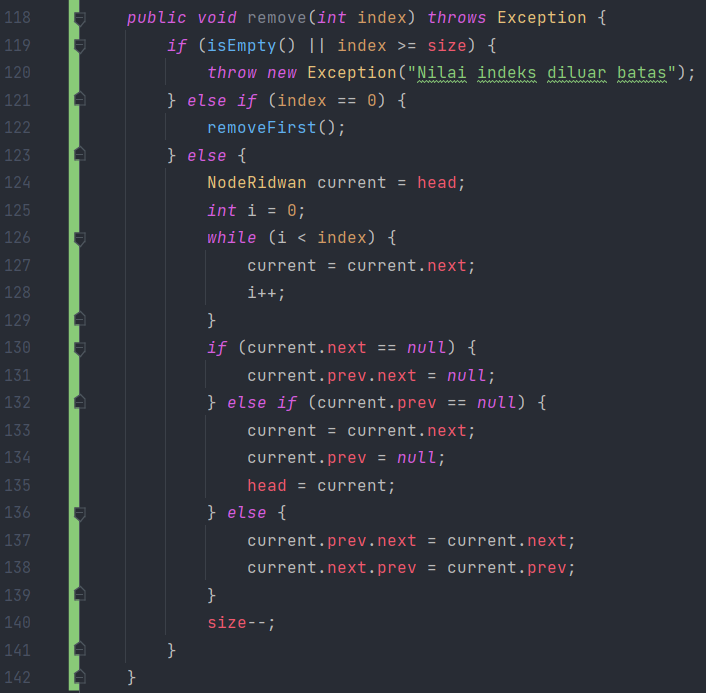 118 public void remove(int index) throws Exception {
119 if (isEmpty() || index >= size) {
120 throw new Exception("Nilai indeks diluar batas");
121 } else if (index == 0) {
122 removeFirst();
123 } else {
124 NodeRidwan current = head;
125 int i = 0;
126 while (i < index) {
127 current = current.next;
128 i++;
129 }
130 if (current.next == null) {
131 current.prev.next = null;
132 } else if (current.prev == null) {
133 current = current.next;
134 current.prev = null;
135 head = current;
136 } else {
137 current.prev.next = current.next;
138 current.next.prev = current.prev;
139 }
140 size--;
141 }
142 }